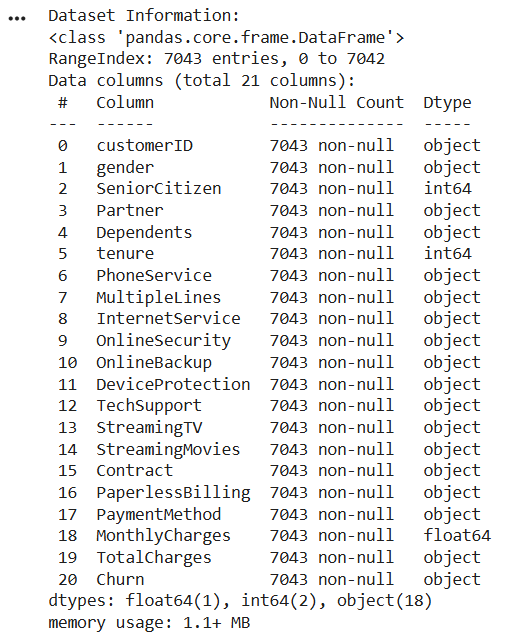 ... Dataset Information:
<class 'pandas.core.frame.DataFrame'>
RangeIndex: 7043 entries, 0 to 7042
Data columns (total 21 columns):
 #   Column            Non-Null Count  Dtype
---  ------            --------------  -----
 0   customerID        7043 non-null   object
 1   gender            7043 non-null   object
 2   SeniorCitizen     7043 non-null   int64
 3   Partner           7043 non-null   object
 4   Dependents        7043 non-null   object
 5   tenure            7043 non-null   int64
 6   PhoneService      7043 non-null   object
 7   MultipleLines     7043 non-null   object
 8   InternetService   7043 non-null   object
 9   OnlineSecurity    7043 non-null   object
 10  OnlineBackup      7043 non-null   object
 11  DeviceProtection  7043 non-null   object
 12  TechSupport       7043 non-null   object
 13  StreamingTV       7043 non-null   object
 14  StreamingMovies   7043 non-null   object
 15  Contract          7043 non-null   object
 16  PaperlessBilling  7043 non-null   object
 17  PaymentMethod     7043 non-null   object
 18  MonthlyCharges    7043 non-null   float64
 19  TotalCharges      7043 non-null   object
 20  Churn             7043 non-null   object
dtypes: float64(1), int64(2), object(18)
memory usage: 1.1+ MB